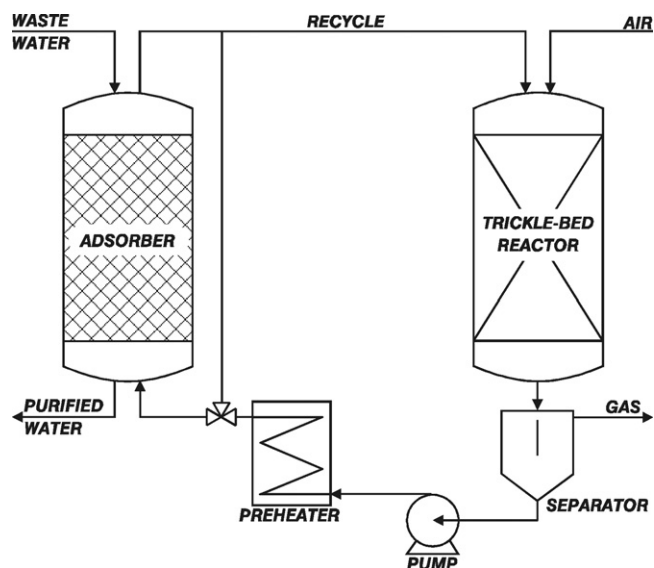 WASTE
WATER
RECYCLE
AIR
ADSORBER
TRICKLE-BED
REACTOR
PURIFIED
WATER
GAS
PREHEATER
SEPARATOR
PUMP